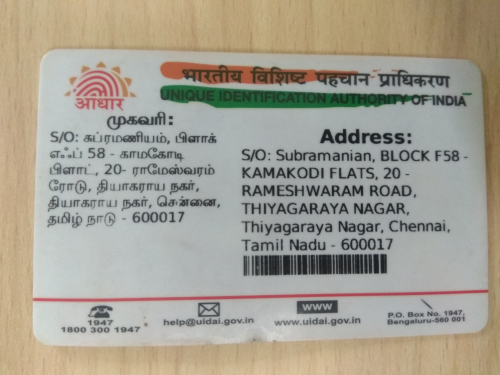 भारतीय विशिष्ट पहचान प्राधिकरण
UNIQUE IDENTIFICATION AUTHORITY OF INDIA
आधार
முகவரி:
S/O: சுப்ரமணியம், பிளாக்
எஃப் 58 - காமகோடி
பிளாட், 20- ராமேஸ்வரம்
ரோடு, தியாகராய நகர்,
தியாகராய நகர், சென்னை,
தமிழ் நாடு - 600017
Address:
S/O: Subramanian, BLOCK F58 -
KAMAKODI FLATS, 20 -
RAMESHWARAM ROAD,
THIYAGARAYA NAGAR,
Thiyagaraya Nagar, Chennai,
Tamil Nadu - 600017
1947
1800 300 1947
help@uidai.gov.in
www
www.uidai.gov.in
P.O. Box No. 1947,
Bengaluru-560 001